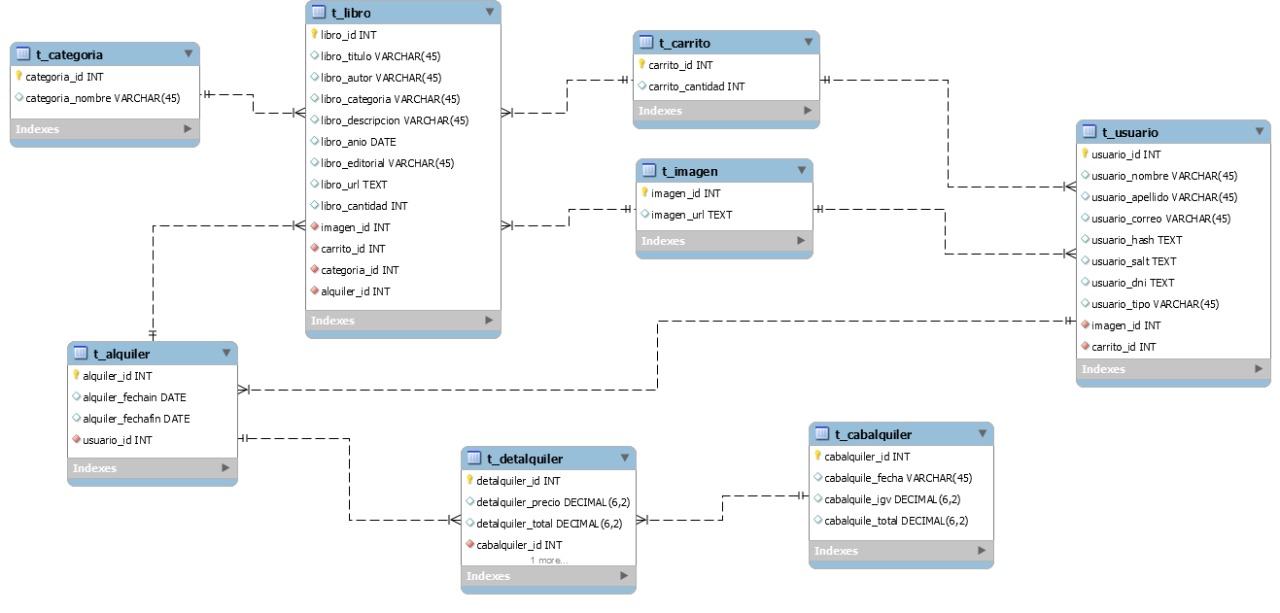 t_categoria
categoria_id INT
categoria_nombre VARCHAR(45)
Indexes
t_libro
libro_id INT
libro_titulo VARCHAR(45)
libro_autor VARCHAR(45)
libro_categoria VARCHAR(45)
libro_descripcion VARCHAR(45)
libro_anio DATE
libro_editorial VARCHAR(45)
libro_url TEXT
libro_cantidad INT
imagen_id INT
carrito_id INT
categoria_id INT
alquiler_id INT
Indexes
t_carrito
carrito_id INT
carrito_cantidad INT
Indexes
t_imagen
imagen_id INT
imagen_url TEXT
Indexes
t_usuario
usuario_id INT
usuario_nombre VARCHAR(45)
usuario_apellido VARCHAR(45)
usuario_correo VARCHAR(45)
usuario_hash TEXT
usuario_salt TEXT
usuario_dni TEXT
usuario_tipo VARCHAR(45)
imagen_id INT
carrito_id INT
Indexes
t_alquiler
alquiler_id INT
alquiler_fechain DATE
alquiler_fechafin DATE
usuario_id INT
Indexes
t_detalquiler
detalquiler_id INT
detalquiler_precio DECIMAL(6,2)
detalquiler_total DECIMAL(6,2)
cabalquiler_id INT
1 more...
Indexes
t_cabalquiler
cabalquiler_id INT
cabalquile_fecha VARCHAR(45)
cabalquile_igv DECIMAL(6,2)
cabalquile_total DECIMAL(6,2)
Indexes